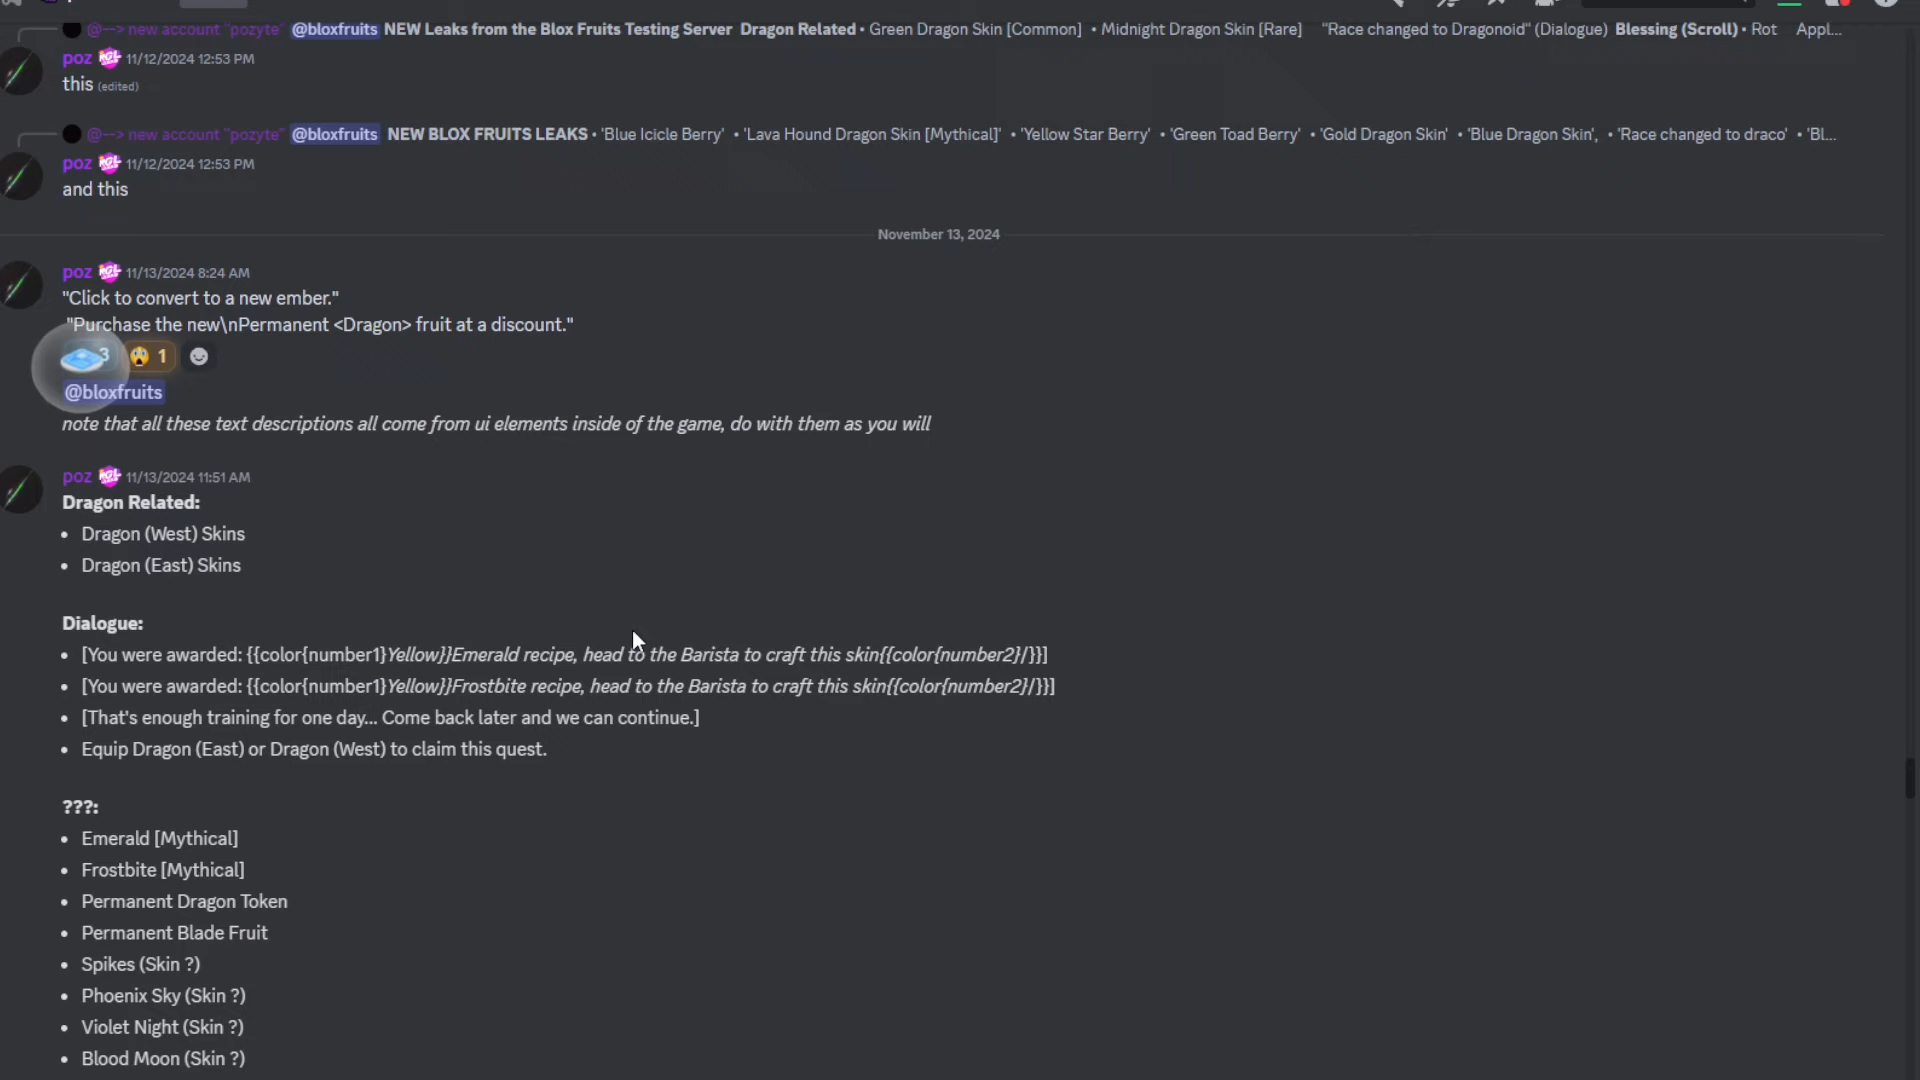 @--> new account "pozyte" @bloxfruits NEW Leaks from the Blox Fruits Testing Server Dragon Related • Green Dragon Skin [Common] • Midnight Dragon Skin [Rare] "Race changed to Dragonoid" (Dialogue) Blessing (Scroll) • Rot Appl...
poz 11/12/2024 12:53 PM
this (edited)
@--> new account "pozyte" @bloxfruits NEW BLOX FRUITS LEAKS • 'Blue Icicle Berry' • 'Lava Hound Dragon Skin [Mythical]' • 'Yellow Star Berry' • 'Green Toad Berry' • 'Gold Dragon Skin' • 'Blue Dragon Skin', • 'Race changed to draco' • 'Bl...
poz 11/12/2024 12:53 PM
and this
November 13, 2024
poz 11/13/2024 8:24 AM
"Click to convert to a new ember."
"Purchase the new\nPermanent <Dragon> fruit at a discount."
3 1
@bloxfruits
note that all these text descriptions all come from ui elements inside of the game, do with them as you will
poz 11/13/2024 11:51 AM
Dragon Related:
• Dragon (West) Skins
• Dragon (East) Skins
Dialogue:
• [You were awarded: {{color{number1}Yellow}}Emerald recipe, head to the Barista to craft this skin{{color{number2}/}}]
• [You were awarded: {{color{number1}Yellow}}Frostbite recipe, head to the Barista to craft this skin{{color{number2}/}}]
• [That's enough training for one day... Come back later and we can continue.]
• Equip Dragon (East) or Dragon (West) to claim this quest.
???:
• Emerald [Mythical]
• Frostbite [Mythical]
• Permanent Dragon Token
• Permanent Blade Fruit
• Spikes (Skin ?)
• Phoenix Sky (Skin ?)
• Violet Night (Skin ?)
• Blood Moon (Skin ?)